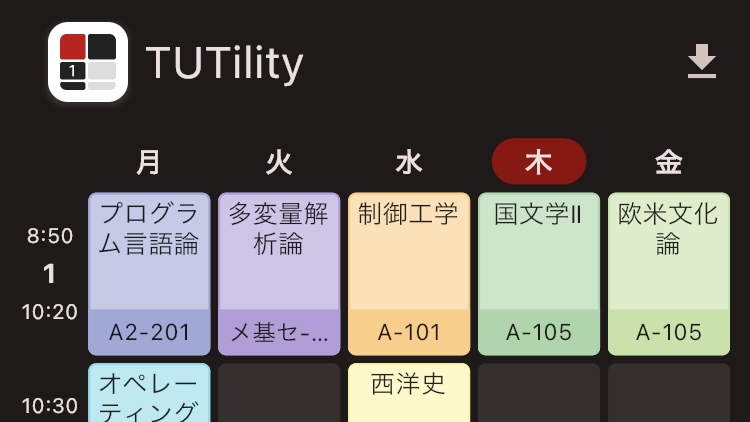 1
TUTility
月 火 水 木 金
8:50
1
10:20
プログラ
ム言語論
A2-201
多変量解
析論
メ基セ-...
制御工学
A-101
国文学II
A-105
欧米文化
論
A-105
10:30
オペレー
ティング
西洋史